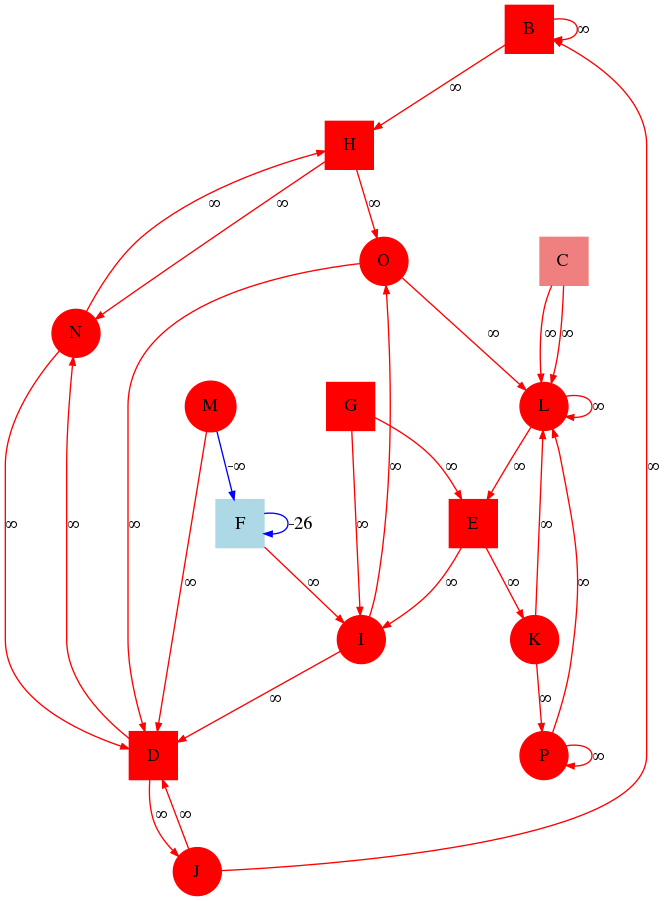 B ∞
∞
H
∞ ∞ ∞
O C
N ∞ ∞ ∞
M G L ∞
-∞ ∞ ∞ ∞
∞ ∞ ∞ F -26 ∞ E ∞
∞ ∞ ∞ ∞ ∞
I K
∞ ∞
D P ∞
∞ ∞
J